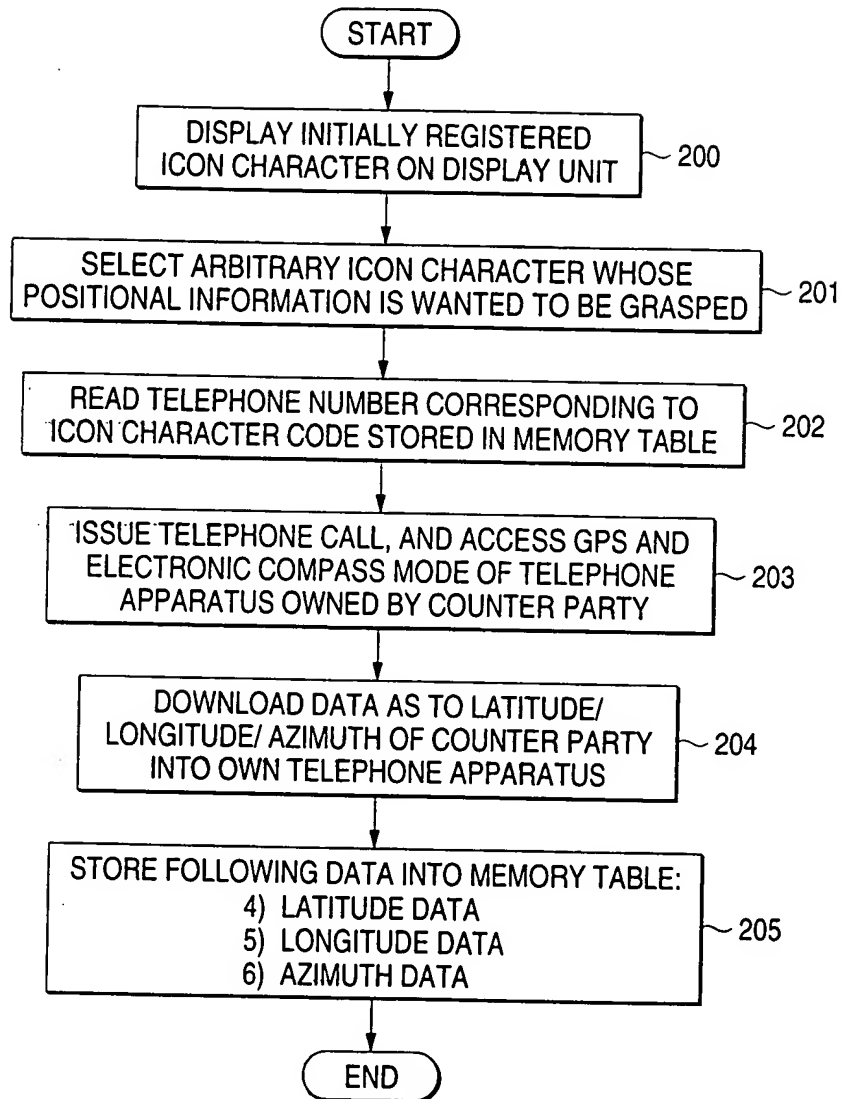 START
DISPLAY INITIALLY REGISTERED
ICON CHARACTER ON DISPLAY UNIT
200
SELECT ARBITRARY ICON CHARACTER WHOSE
POSITIONAL INFORMATION IS WANTED TO BE GRASPED
201
READ TELEPHONE NUMBER CORRESPONDING TO
ICON CHARACTER CODE STORED IN MEMORY TABLE
202
ISSUE TELEPHONE CALL, AND ACCESS GPS AND
ELECTRONIC COMPASS MODE OF TELEPHONE
APPARATUS OWNED BY COUNTER PARTY
203
DOWNLOAD DATA AS TO LATITUDE/
LONGITUDE/ AZIMUTH OF COUNTER PARTY
INTO OWN TELEPHONE APPARATUS
204
STORE FOLLOWING DATA INTO MEMORY TABLE:
4) LATITUDE DATA
5) LONGITUDE DATA
6) AZIMUTH DATA
205
END